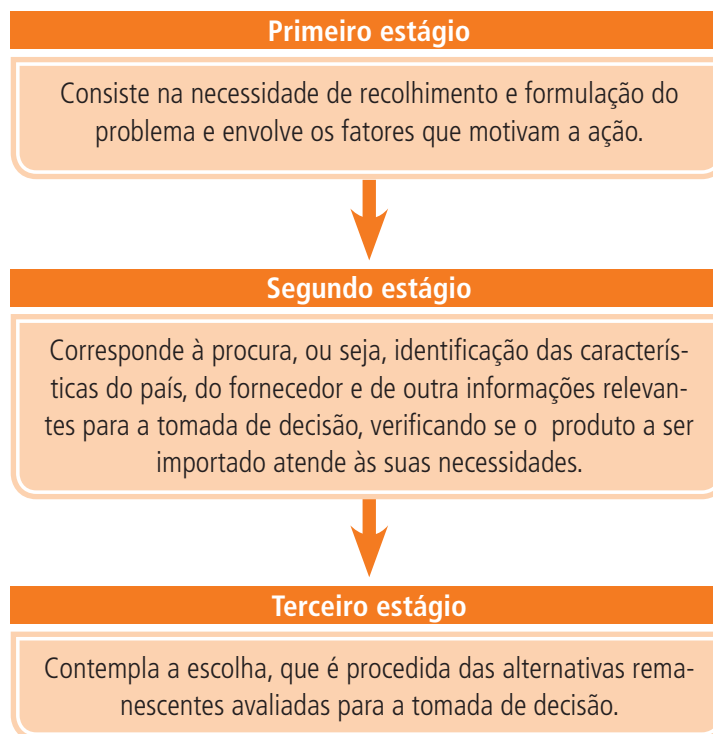 Primeiro estágio
Consiste na necessidade de recolhimento e formulação do
problema e envolve os fatores que motivam a ação.
Segundo estágio
Corresponde à procura, ou seja, identificação das caracterís-
ticas do país, do fornecedor e de outra informações relevan-
tes para a tomada de decisão, verificando se o produto a ser
importado atende às suas necessidades.
Terceiro estágio
Contempla a escolha, que é procedida das alternativas rema-
nescentes avaliadas para a tomada de decisão.